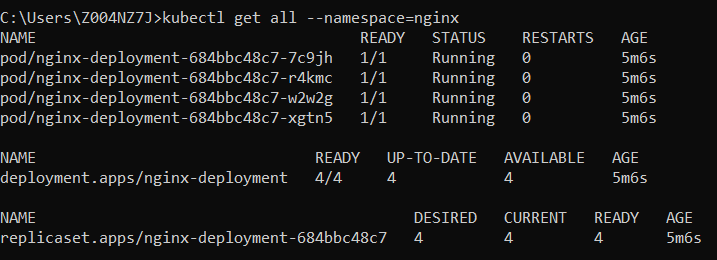 C:\Users\Z004NZ7J>kubectl get all --namespace=nginx
NAME READY STATUS RESTARTS AGE
pod/nginx-deployment-684bbc48c7-7c9jh 1/1 Running 0 5m6s
pod/nginx-deployment-684bbc48c7-r4kmc 1/1 Running 0 5m6s
pod/nginx-deployment-684bbc48c7-w2w2g 1/1 Running 0 5m6s
pod/nginx-deployment-684bbc48c7-xgtn5 1/1 Running 0 5m6s
NAME READY UP-TO-DATE AVAILABLE AGE
deployment.apps/nginx-deployment 4/4 4 4 5m6s
NAME DESIRED CURRENT READY AGE
replicaset.apps/nginx-deployment-684bbc48c7 4 4 4 5m6s